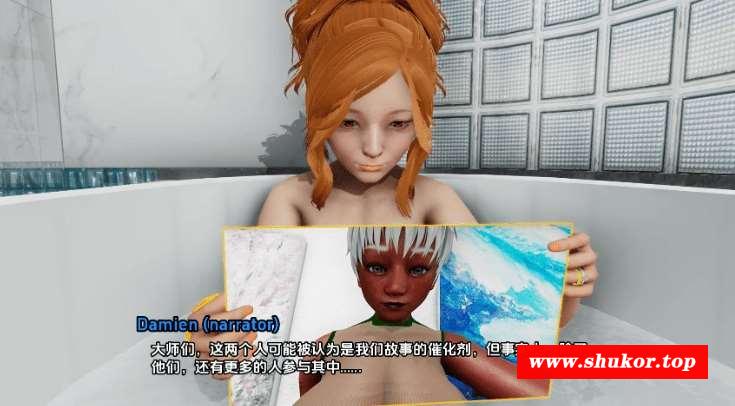 Damien (narrator)
大师们，这两个人可能被认为是我们故事的催化剂，但事
他们，还有更多的人参与其中......
www.shukor.top